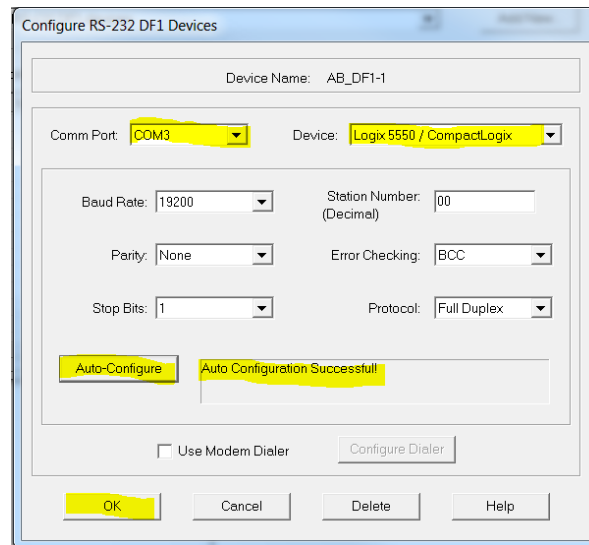 Configure RS-232 DF1 Devices
Device Name: AB_DF1-1
Comm Port: COM3 Device: Logix 5550 / CompactLogix
Baud Rate: 19200 Station Number: 00
(Decimal)
Parity: None Error Checking: BCC
Stop Bits: 1 Protocol: Full Duplex
Auto-Configure Auto Configuration Successful!
Use Modem Dialer Configure Dialer
OK Cancel Delete Help